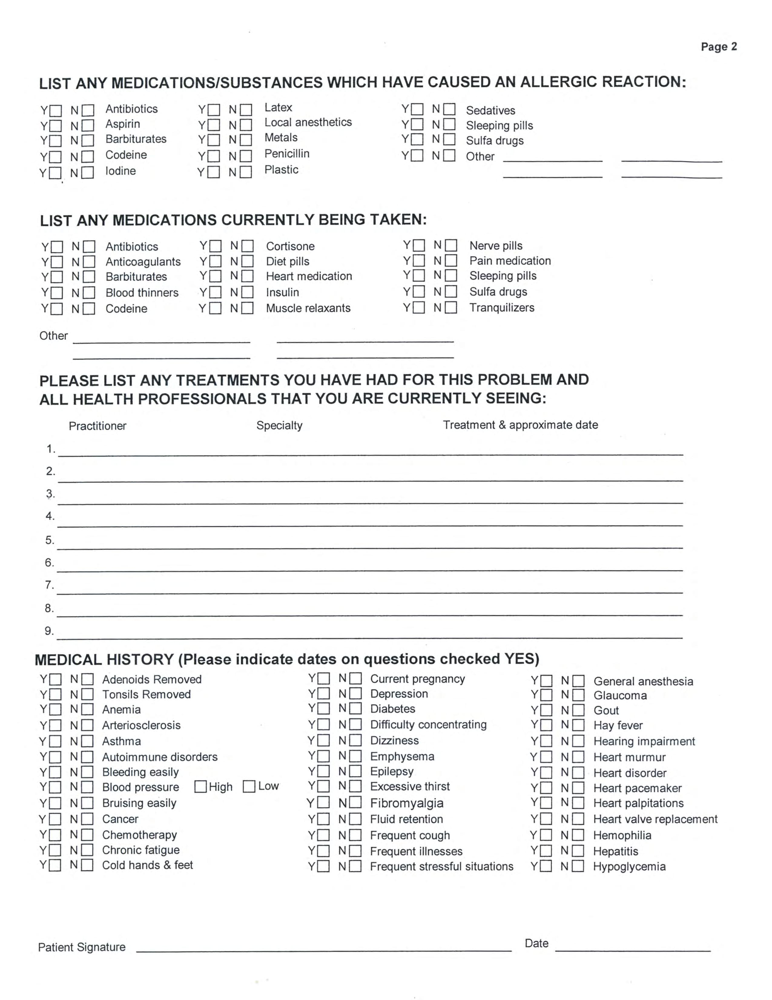 Page 2
LIST ANY MEDICATIONS/SUBSTANCES WHICH HAVE CAUSED AN ALLERGIC REACTION:
Y☐ N☐ Antibiotics Y☐ N☐ Latex Y☐ N☐ Sedatives
Y☐ N☐ Aspirin Y☐ N☐ Local anesthetics Y☐ N☐ Sleeping pills
Y☐ N☐ Barbiturates Y☐ N☐ Metals Y☐ N☐ Sulfa drugs
Y☐ N☐ Codeine Y☐ N☐ Penicillin Y☐ N☐ Other
Y☐ N☐ Iodine Y☐ N☐ Plastic
LIST ANY MEDICATIONS CURRENTLY BEING TAKEN:
Y☐ N☐ Antibiotics Y☐ N☐ Cortisone Y☐ N☐ Nerve pills
Y☐ N☐ Anticoagulants Y☐ N☐ Diet pills Y☐ N☐ Pain medication
Y☐ N☐ Barbiturates Y☐ N☐ Heart medication Y☐ N☐ Sleeping pills
Y☐ N☐ Blood thinners Y☐ N☐ Insulin Y☐ N☐ Sulfa drugs
Y☐ N☐ Codeine Y☐ N☐ Muscle relaxants Y☐ N☐ Tranquilizers
Other
PLEASE LIST ANY TREATMENTS YOU HAVE HAD FOR THIS PROBLEM AND
ALL HEALTH PROFESSIONALS THAT YOU ARE CURRENTLY SEEING:
Practitioner Specialty Treatment & approximate date
1.
2.
3.
4.
5.
6.
7.
8.
9.
MEDICAL HISTORY (Please indicate dates on questions checked YES)
Y☐ N☐ Adenoids Removed Y☐ N☐ Current pregnancy Y☐ N☐ General anesthesia
Y☐ N☐ Tonsils Removed Y☐ N☐ Depression Y☐ N☐ Glaucoma
Y☐ N☐ Anemia Y☐ N☐ Diabetes Y☐ N☐ Gout
Y☐ N☐ Arteriosclerosis Y☐ N☐ Difficulty concentrating Y☐ N☐ Hay fever
Y☐ N☐ Asthma Y☐ N☐ Dizziness Y☐ N☐ Hearing impairment
Y☐ N☐ Autoimmune disorders Y☐ N☐ Emphysema Y☐ N☐ Heart murmur
Y☐ N☐ Bleeding easily Y☐ N☐ Epilepsy Y☐ N☐ Heart disorder
Y☐ N☐ Blood pressure ☐High ☐Low Y☐ N☐ Excessive thirst Y☐ N☐ Heart pacemaker
Y☐ N☐ Bruising easily Y☐ N☐ Fibromyalgia Y☐ N☐ Heart palpitations
Y☐ N☐ Cancer Y☐ N☐ Fluid retention Y☐ N☐ Heart valve replacement
Y☐ N☐ Chemotherapy Y☐ N☐ Frequent cough Y☐ N☐ Hemophilia
Y☐ N☐ Chronic fatigue Y☐ N☐ Frequent illnesses Y☐ N☐ Hepatitis
Y☐ N☐ Cold hands & feet Y☐ N☐ Frequent stressful situations Y☐ N☐ Hypoglycemia
Patient Signature Date